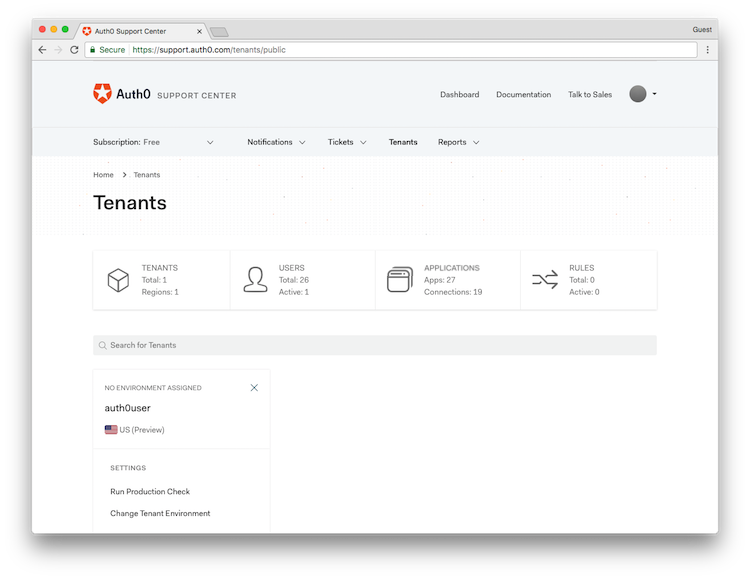 Auth0 Support Center
Guest
Secure https://support.auth0.com/tenants/public
Auth0 SUPPORT CENTER
Dashboard Documentation Talk to Sales
Subscription: Free Notifications Tickets Tenants Reports
Home Tenants
Tenants
TENANTS
Total: 1
Regions: 1
USERS
Total: 26
Active: 1
APPLICATIONS
Apps: 27
Connections: 19
RULES
Total: 0
Active: 0
Search for Tenants
NO ENVIRONMENT ASSIGNED
auth0user
US (Preview)
SETTINGS
Run Production Check
Change Tenant Environment